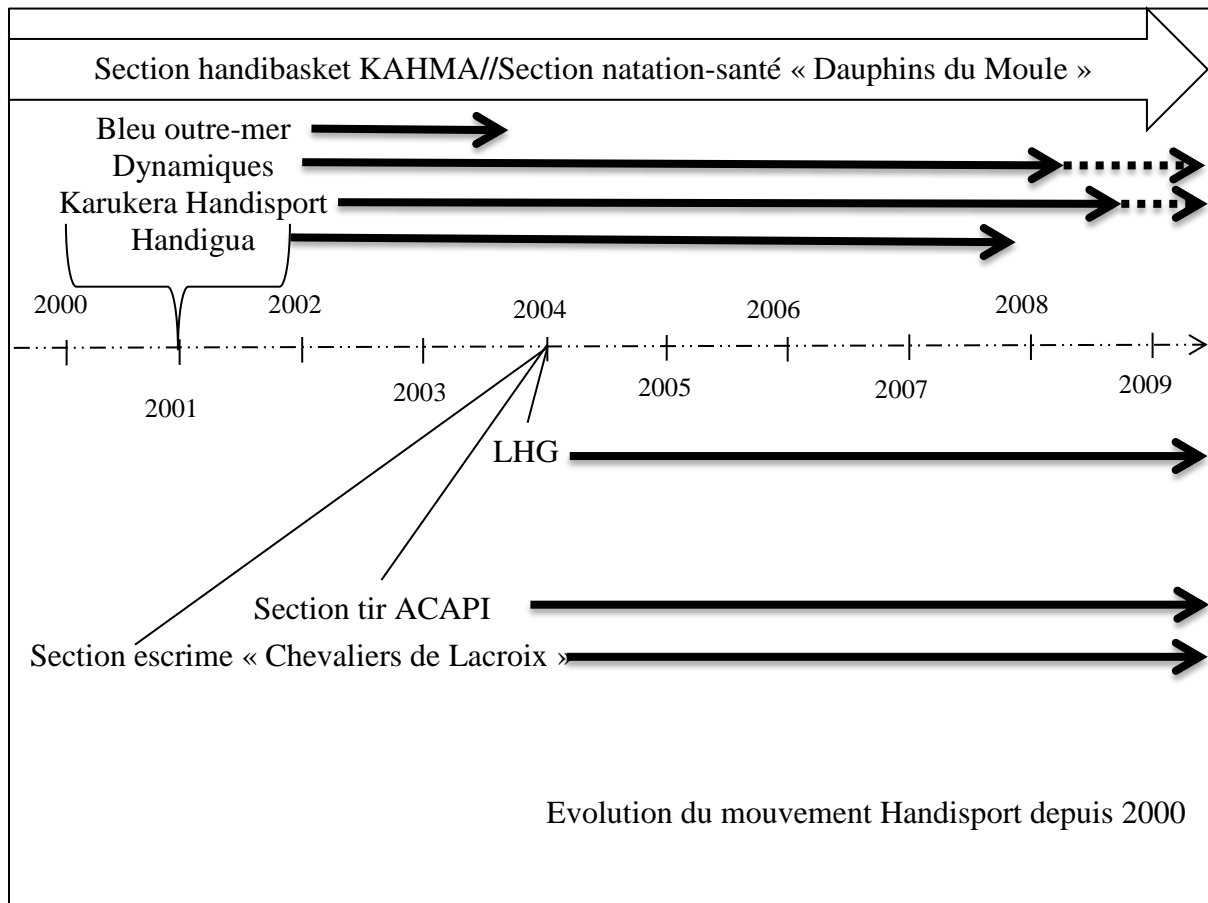 Section handibasket KAHMA//Section natation-santé « Dauphins du Moule »
Bleu outre-mer
Dynamiques
Karukera Handisport
Handigua
2000
2002
2004
2006
2008
2001
2003
2005
2007
2009
LHG
Section tir ACAPI
Section escrime « Chevaliers de Lacroix »
Evolution du mouvement Handisport depuis 2000